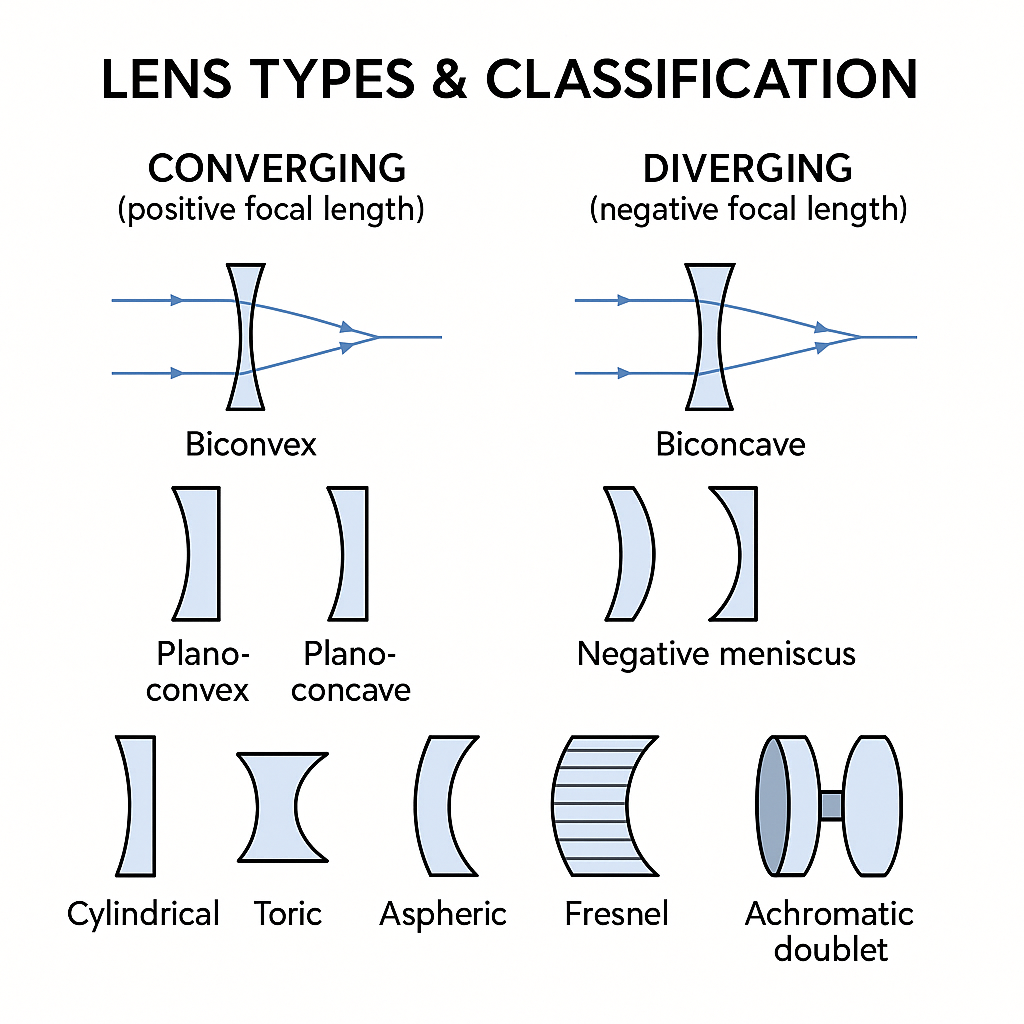 LENS TYPES & CLASSIFICATION
CONVERGING
(positive focal length)
DIVERGING
(negative focal length)
Biconvex
Biconcave
Plano-
convex
Plano-
concave
Negative meniscus
Cylindrical
Toric
Aspheric
Fresnel
Achromatic
doublet